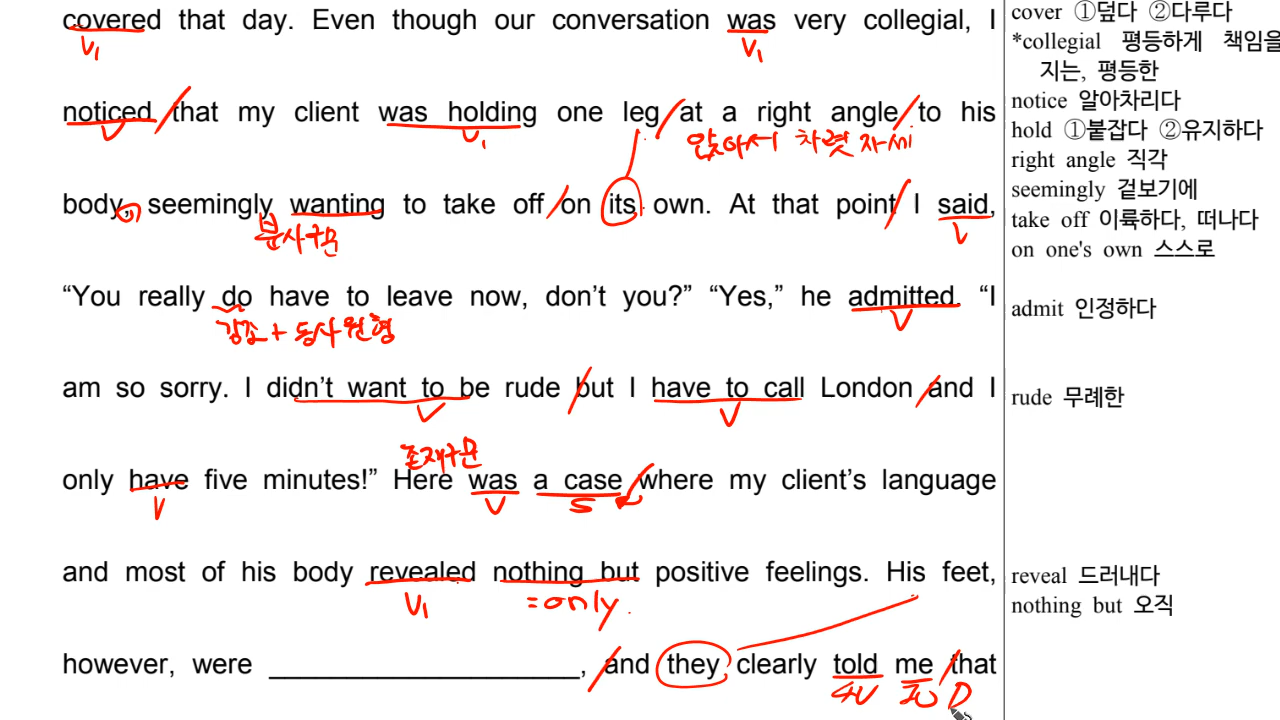 covered that day. Even though our conversation was very collegial, I
V₁ V₁
noticed that my client was holding one leg at a right angle to his
V V₁ 앉아서 차렷 자세
body, seemingly wanting to take off on its own. At that point I said,
분사구문 V
“You really do have to leave now, don’t you?” “Yes,” he admitted. “I
강조 + 동사원형 V
am so sorry. I didn’t want to be rude but I have to call London and I
V V
존재구문
only have five minutes!” Here was a case where my client’s language
V V S
and most of his body revealed nothing but positive feelings. His feet,
V₁ =only
however, were ____________________, and they clearly told me that
4V IO D
cover ①덮다 ②다루다
*collegial 평등하게 책임을
지는, 평등한
notice 알아차리다
hold ①붙잡다 ②유지하다
right angle 직각
seemingly 겉보기에
take off 이륙하다, 떠나다
on one's own 스스로
admit 인정하다
rude 무례한
reveal 드러내다
nothing but 오직